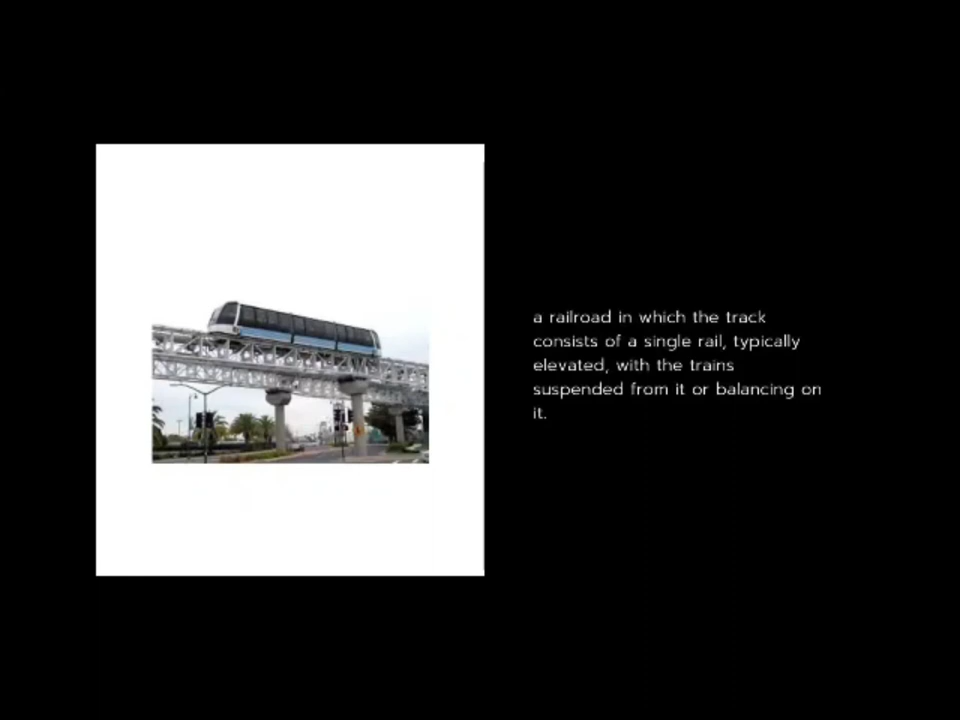 a railroad in which the track
consists of a single rail, typically
elevated, with the trains
suspended from it or balancing on
it.